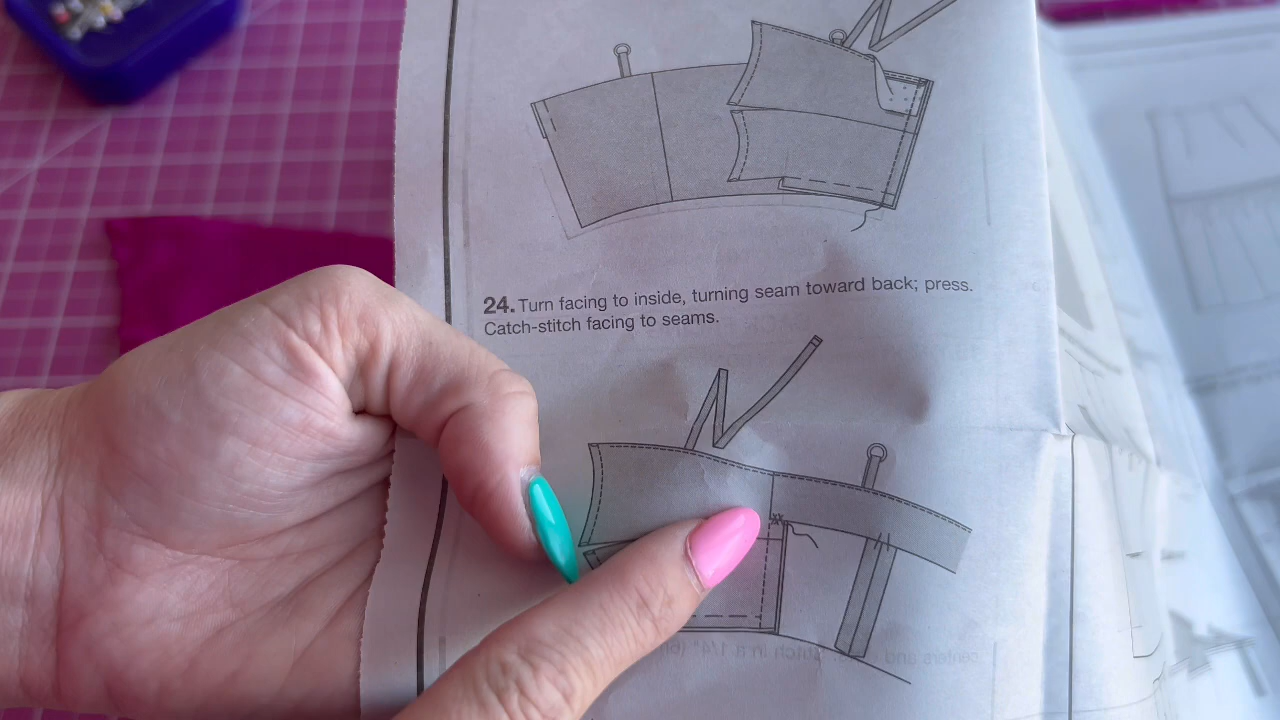 24. Turn facing to inside, turning seam toward back; press.
Catch-stitch facing to seams.